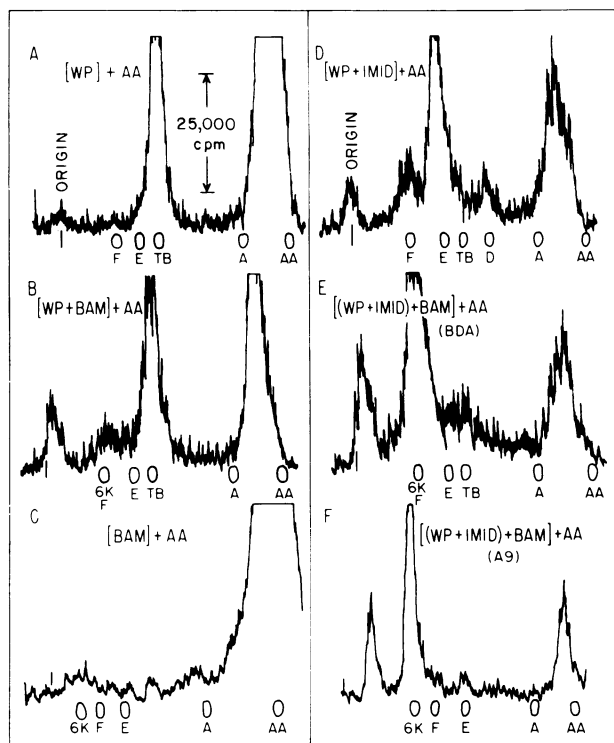 A
[WP] + AA
25,000
cpm
ORIGIN
F E TB A AA
B
[WP+BAM]+AA
6K
F E TB A AA
C
[BAM]+AA
6K F E A AA
D
[WP+IMID]+AA
ORIGIN
F E TB D A AA
E
[(WP+IMID)+BAM]+AA
(BDA)
6K
F E TB A AA
F
[(WP+IMID)+BAM]+AA
(A9)
6K F E A AA